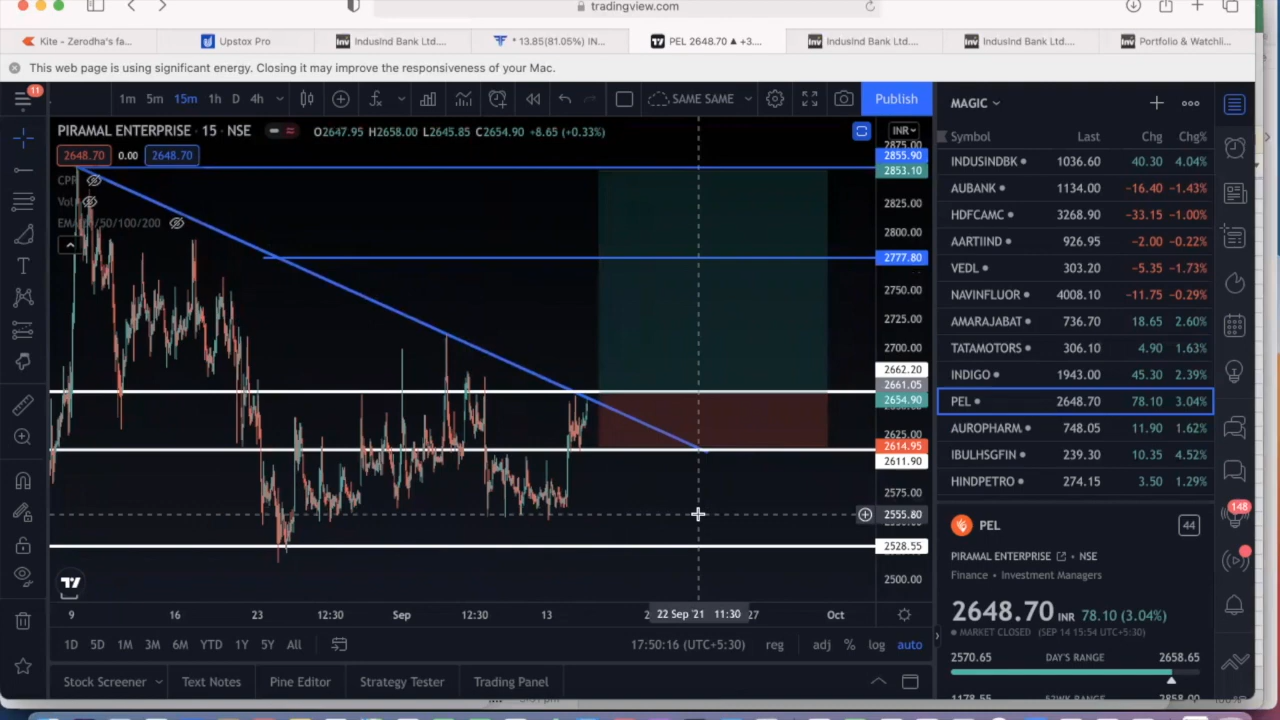 tradingview.com
Kite - Zerodha's fa...
Upstox Pro
IndusInd Bank Ltd....
* 13.85(81.05%) IN...
PEL 2648.70 ▲ +3....
IndusInd Bank Ltd....
IndusInd Bank Ltd....
Portfolio & Watchli...
This web page is using significant energy. Closing it may improve the responsiveness of your Mac.
11
1m 5m 15m 1h D 4h
SAME SAME
Publish
MAGIC
PIRAMAL ENTERPRISE · 15 · NSE
O2647.95 H2658.00 L2645.85 C2654.90 +8.65 (+0.33%)
INR
2648.70 0.00 2648.70
CPR
Vol
50/100/200
2875.00
2855.90
2853.10
2825.00
2800.00
2777.80
2750.00
2725.00
2700.00
2662.20
2661.05
2654.90
2625.00
2614.95
2611.90
2575.00
2555.80
2528.55
2500.00
9 16 23 12:30 Sep 12:30 13 22 Sep '21 11:30 27 Oct
1D 5D 1M 3M 6M YTD 1Y 5Y All
17:50:16 (UTC+5:30) reg adj % log auto
Stock Screener Text Notes Pine Editor Strategy Tester Trading Panel
Symbol Last Chg Chg%
INDUSINDBK 1036.60 40.30 4.04%
AUBANK 1134.00 −16.40 −1.43%
HDFCAMC 3268.90 −33.15 −1.00%
AARTIIND 926.95 −2.00 −0.22%
VEDL 303.20 −5.35 −1.73%
NAVINFLUOR 4008.10 −11.75 −0.29%
AMARAJABAT 736.70 18.65 2.60%
TATAMOTORS 306.10 4.90 1.63%
INDIGO 1943.00 45.30 2.39%
PEL 2648.70 78.10 3.04%
AUROPHARM 748.05 11.90 1.62%
IBULHSGFIN 239.30 10.35 4.52%
HINDPETRO 274.15 3.50 1.29%
148
PEL
44
PIRAMAL ENTERPRISE · NSE
Finance · Investment Managers
2648.70 INR 78.10 (3.04%)
MARKET CLOSED (SEP 14 15:54 UTC+5:30)
2570.65 DAY'S RANGE 2658.65